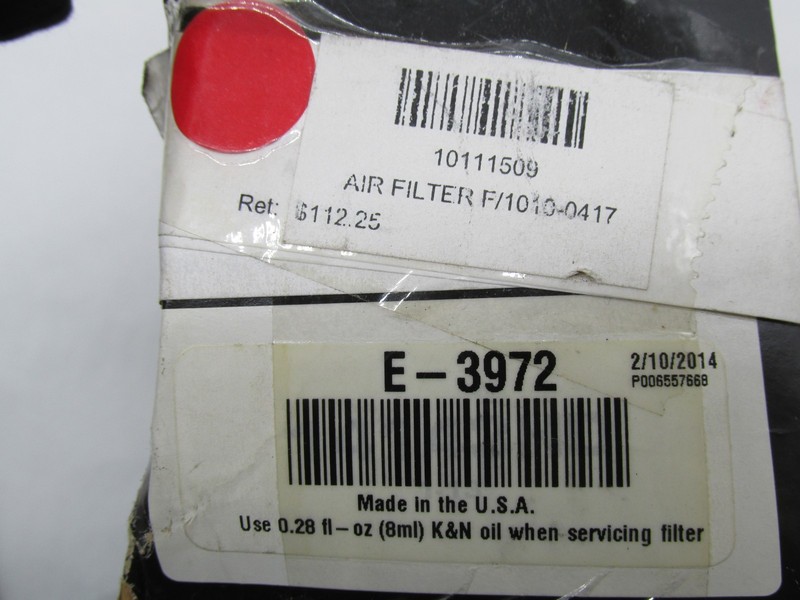 10111509
AIR FILTER F/1010-0417
Ret: $112.25
E-3972
2/10/2014
P006557668
Made in the U.S.A.
Use 0.28 fl-oz (8ml) K&N oil when servicing filter